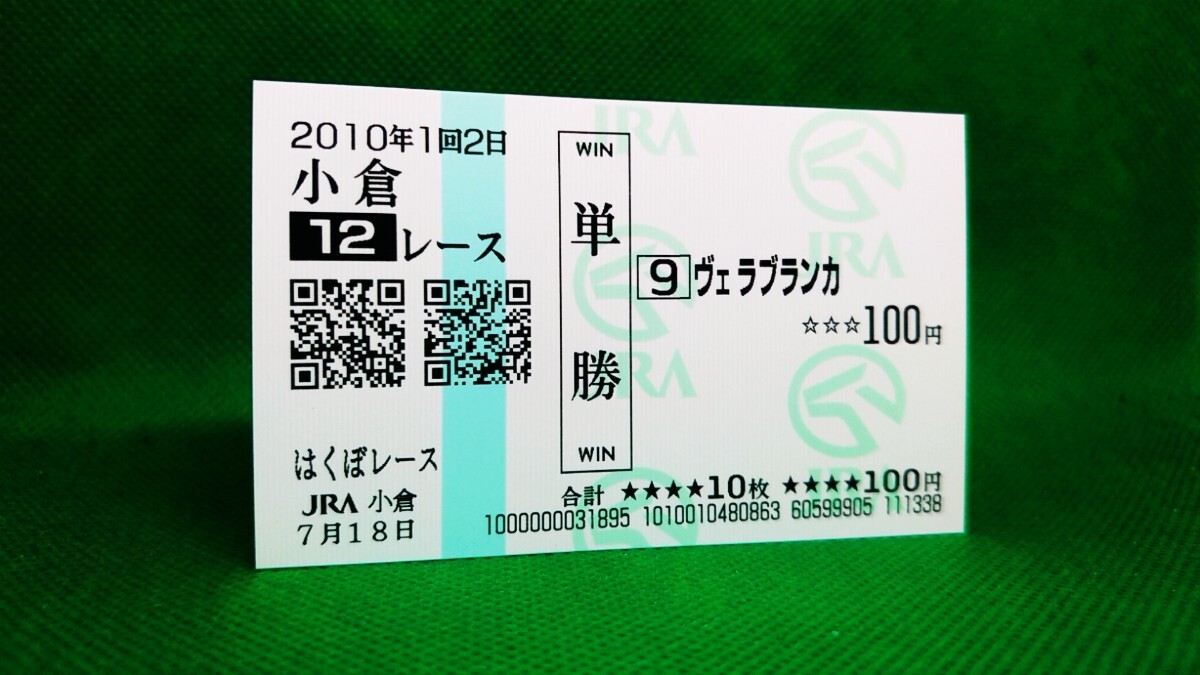 2010年1回2日
小倉
12レース
はくぼレース
JRA 小倉
7月18日
WIN
単勝
WIN
9 ヴェラブランカ
☆☆☆100円
合計 ★★★★10枚 ★★★★100円
1000000031895 1010010480863 60599905 111338
JRA
JRA
JRA
JRA